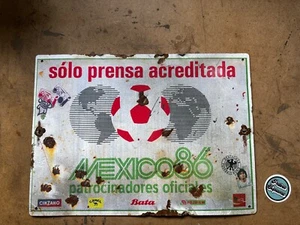 sólo prensa acreditada
MEXICO86
patrocinadores oficiales
CINZANO
Bata